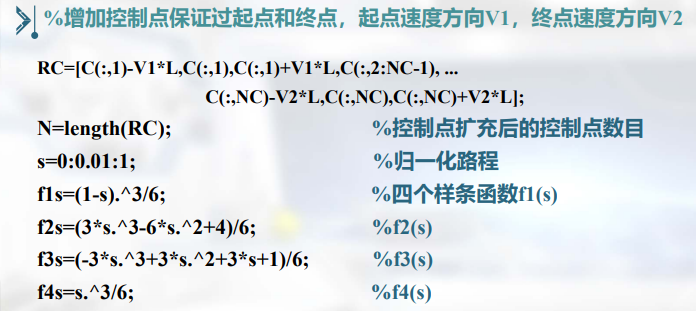 %增加控制点保证过起点和终点，起点速度方向V1，终点速度方向V2
RC=[C(:,1)-V1*L,C(:,1),C(:,1)+V1*L,C(:,2:NC-1), ...
C(:,NC)-V2*L,C(:,NC),C(:,NC)+V2*L];
N=length(RC); %控制点扩充后的控制点数目
s=0:0.01:1; %归一化路程
f1s=(1-s).^3/6; %四个样条函数f1(s)
f2s=(3*s.^3-6*s.^2+4)/6; %f2(s)
f3s=(-3*s.^3+3*s.^2+3*s+1)/6; %f3(s)
f4s=s.^3/6; %f4(s)